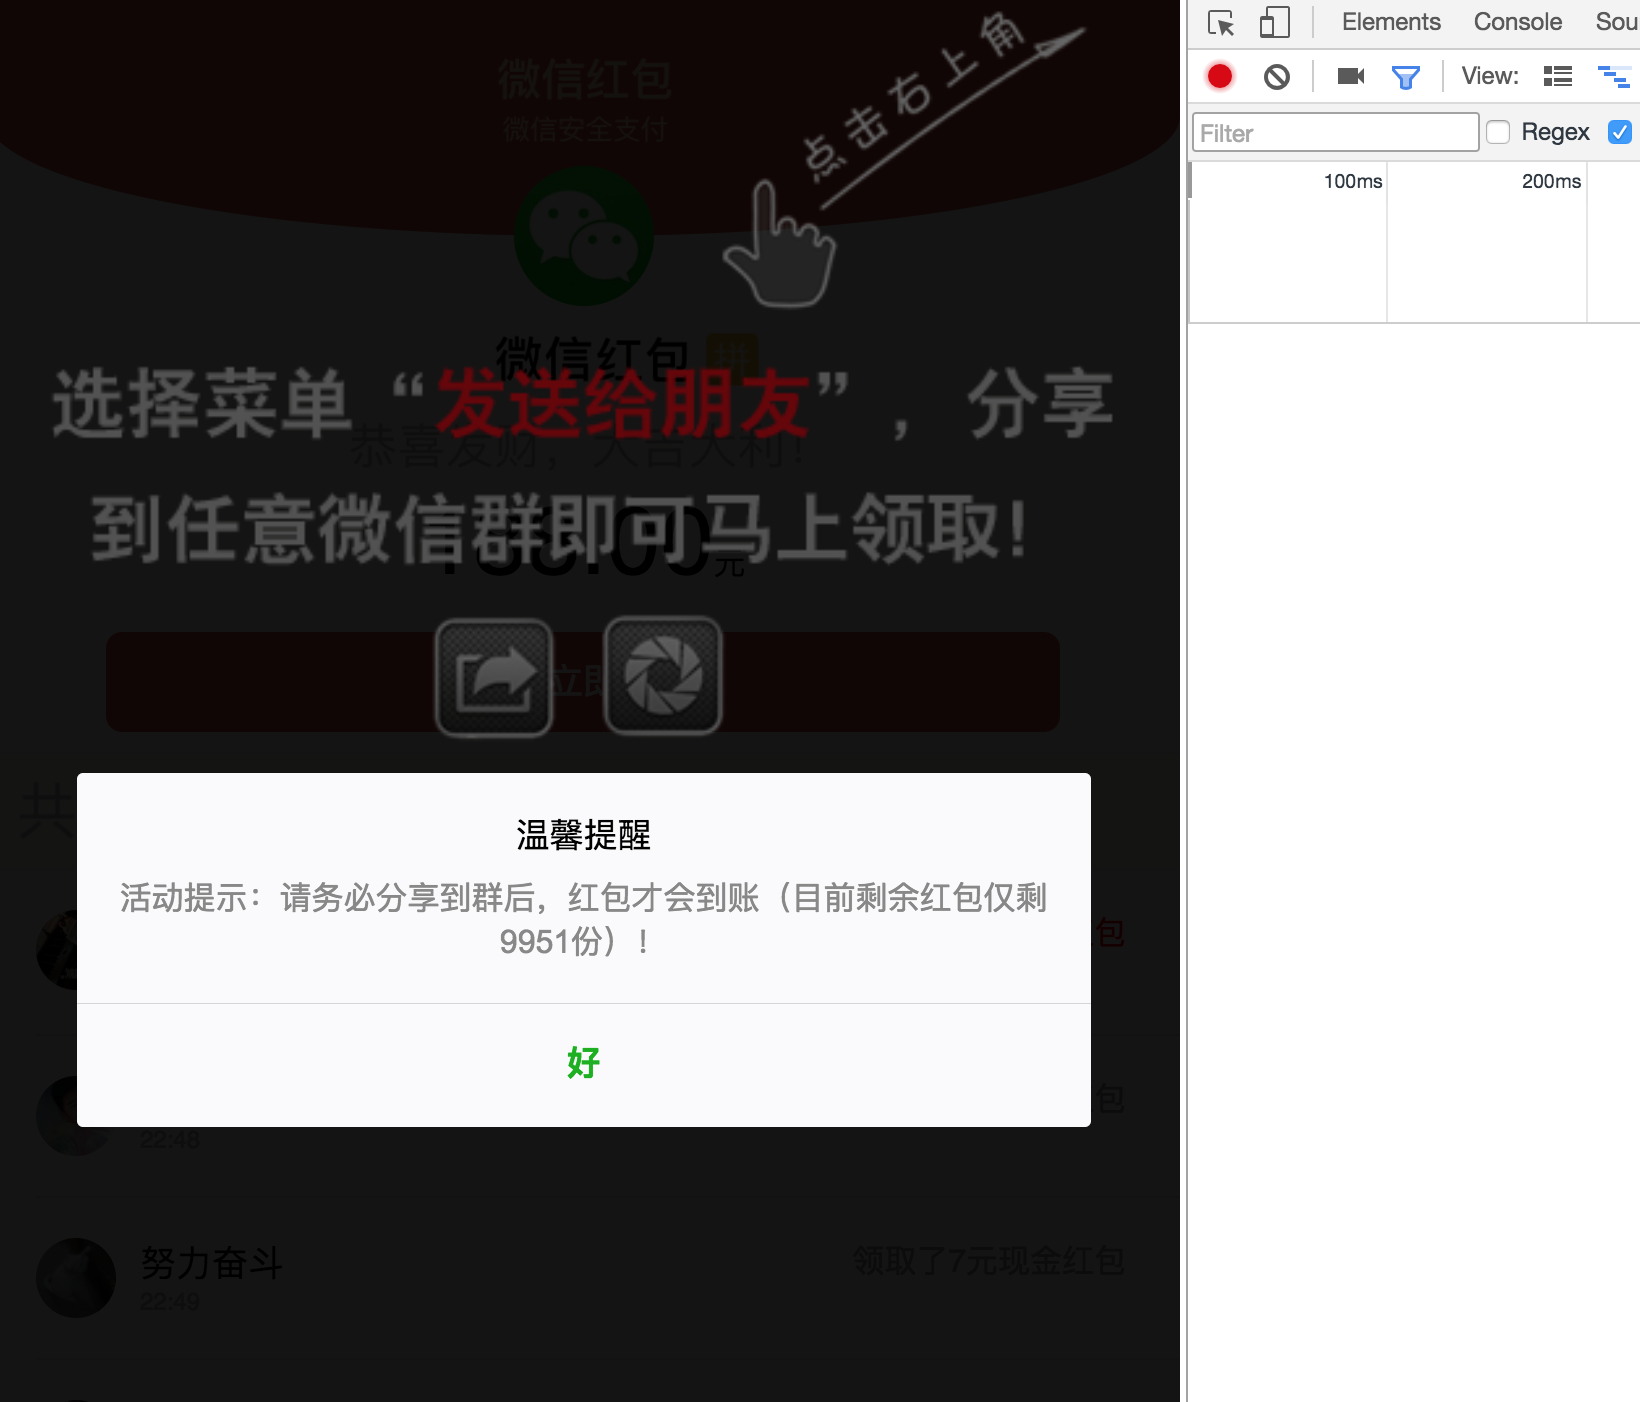 微信红包
微信安全支付
点击右上角
微信红包 拼
选择菜单“发送给朋友”，分享
恭喜发财，大吉大利！
到任意微信群即可马上领取！
元
立即
共
温馨提醒
活动提示：请务必分享到群后，红包才会到账（目前剩余红包仅剩
9951份）！
好
包
包
22:48
努力奋斗
领取了7元现金红包
22:49
Elements Console Sou
View:
Filter
Regex
100ms 200ms